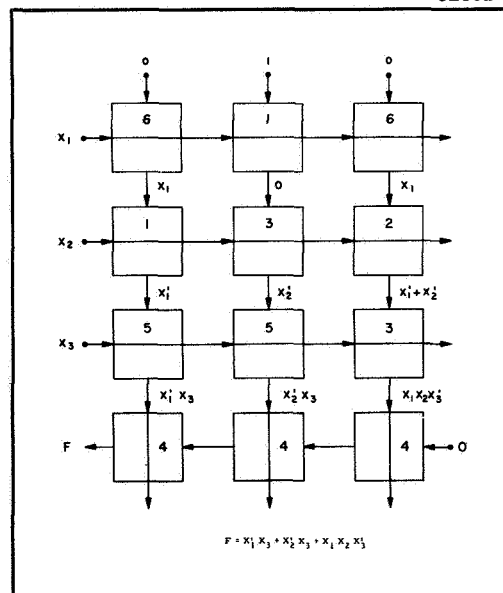 0 1 0
6 1 6
X₁
X₁ 0 X₁
1 3 2
X₂
X₁' X₂' X₁'+X₂'
5 5 3
X₃
X₁' X₃ X₂' X₃ X₁ X₂ X₃'
F 4 4 4 0
F = X₁' X₃ + X₂' X₃ + X₁ X₂ X₃'